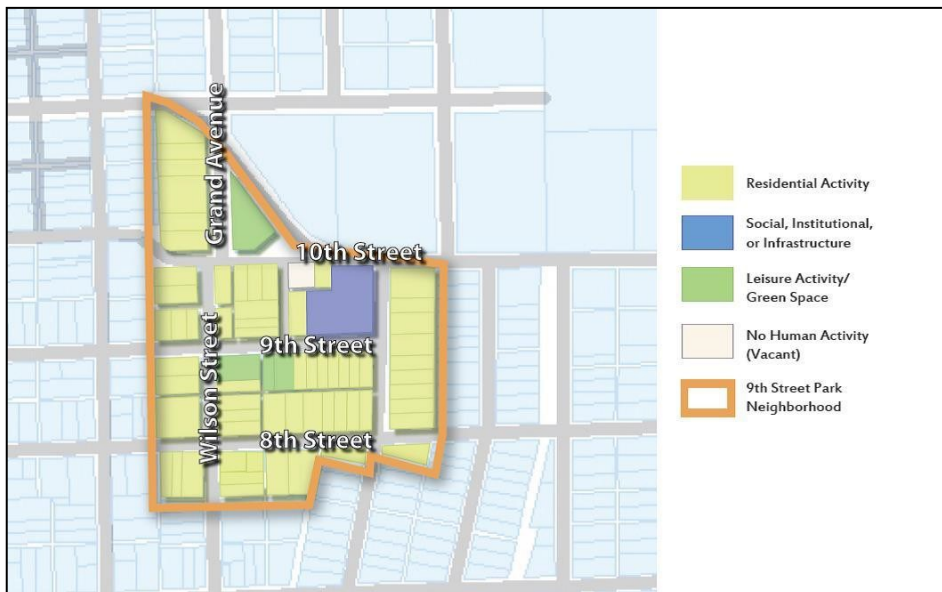 Grand Avenue
10th Street
9th Street
Wilson Street
8th Street
Residential Activity
Social, Institutional,
or Infrastructure
Leisure Activity/
Green Space
No Human Activity
(Vacant)
9th Street Park
Neighborhood